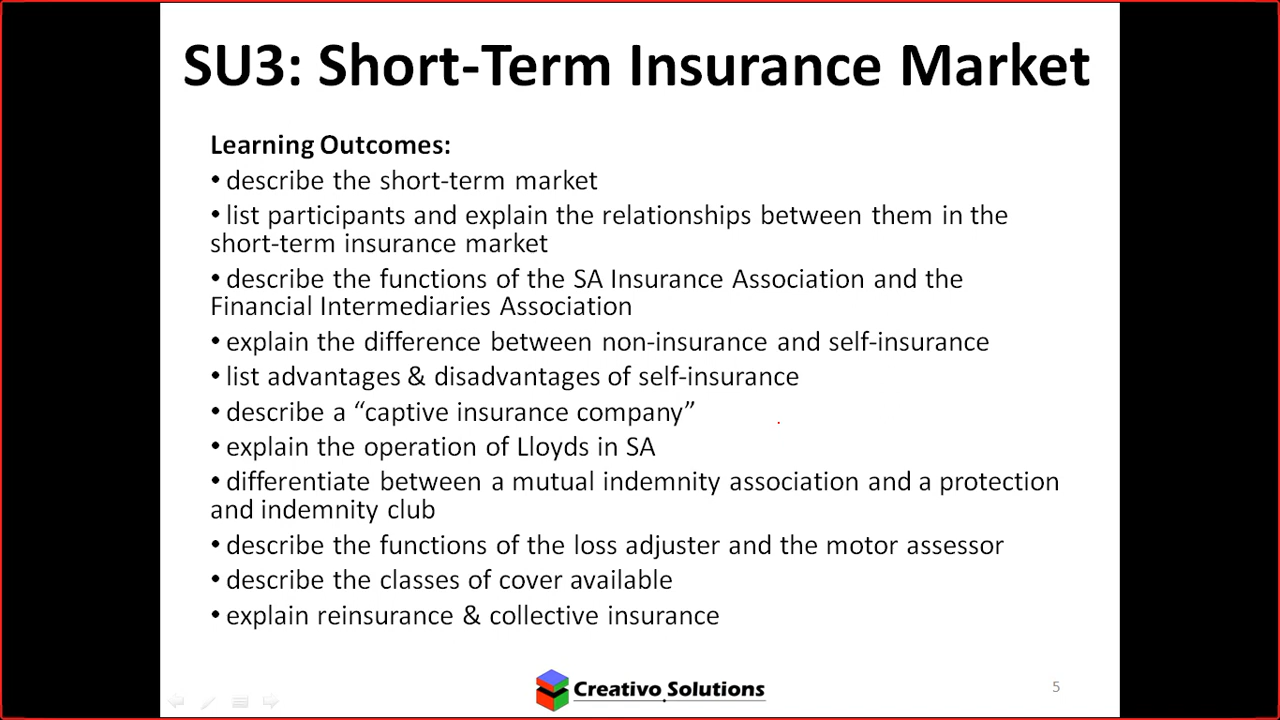 SU3: Short-Term Insurance Market
Learning Outcomes:
• describe the short-term market
• list participants and explain the relationships between them in the
short-term insurance market
• describe the functions of the SA Insurance Association and the
Financial Intermediaries Association
• explain the difference between non-insurance and self-insurance
• list advantages & disadvantages of self-insurance
• describe a “captive insurance company”
• explain the operation of Lloyds in SA
• differentiate between a mutual indemnity association and a protection
and indemnity club
• describe the functions of the loss adjuster and the motor assessor
• describe the classes of cover available
• explain reinsurance & collective insurance
Creativo Solutions
5